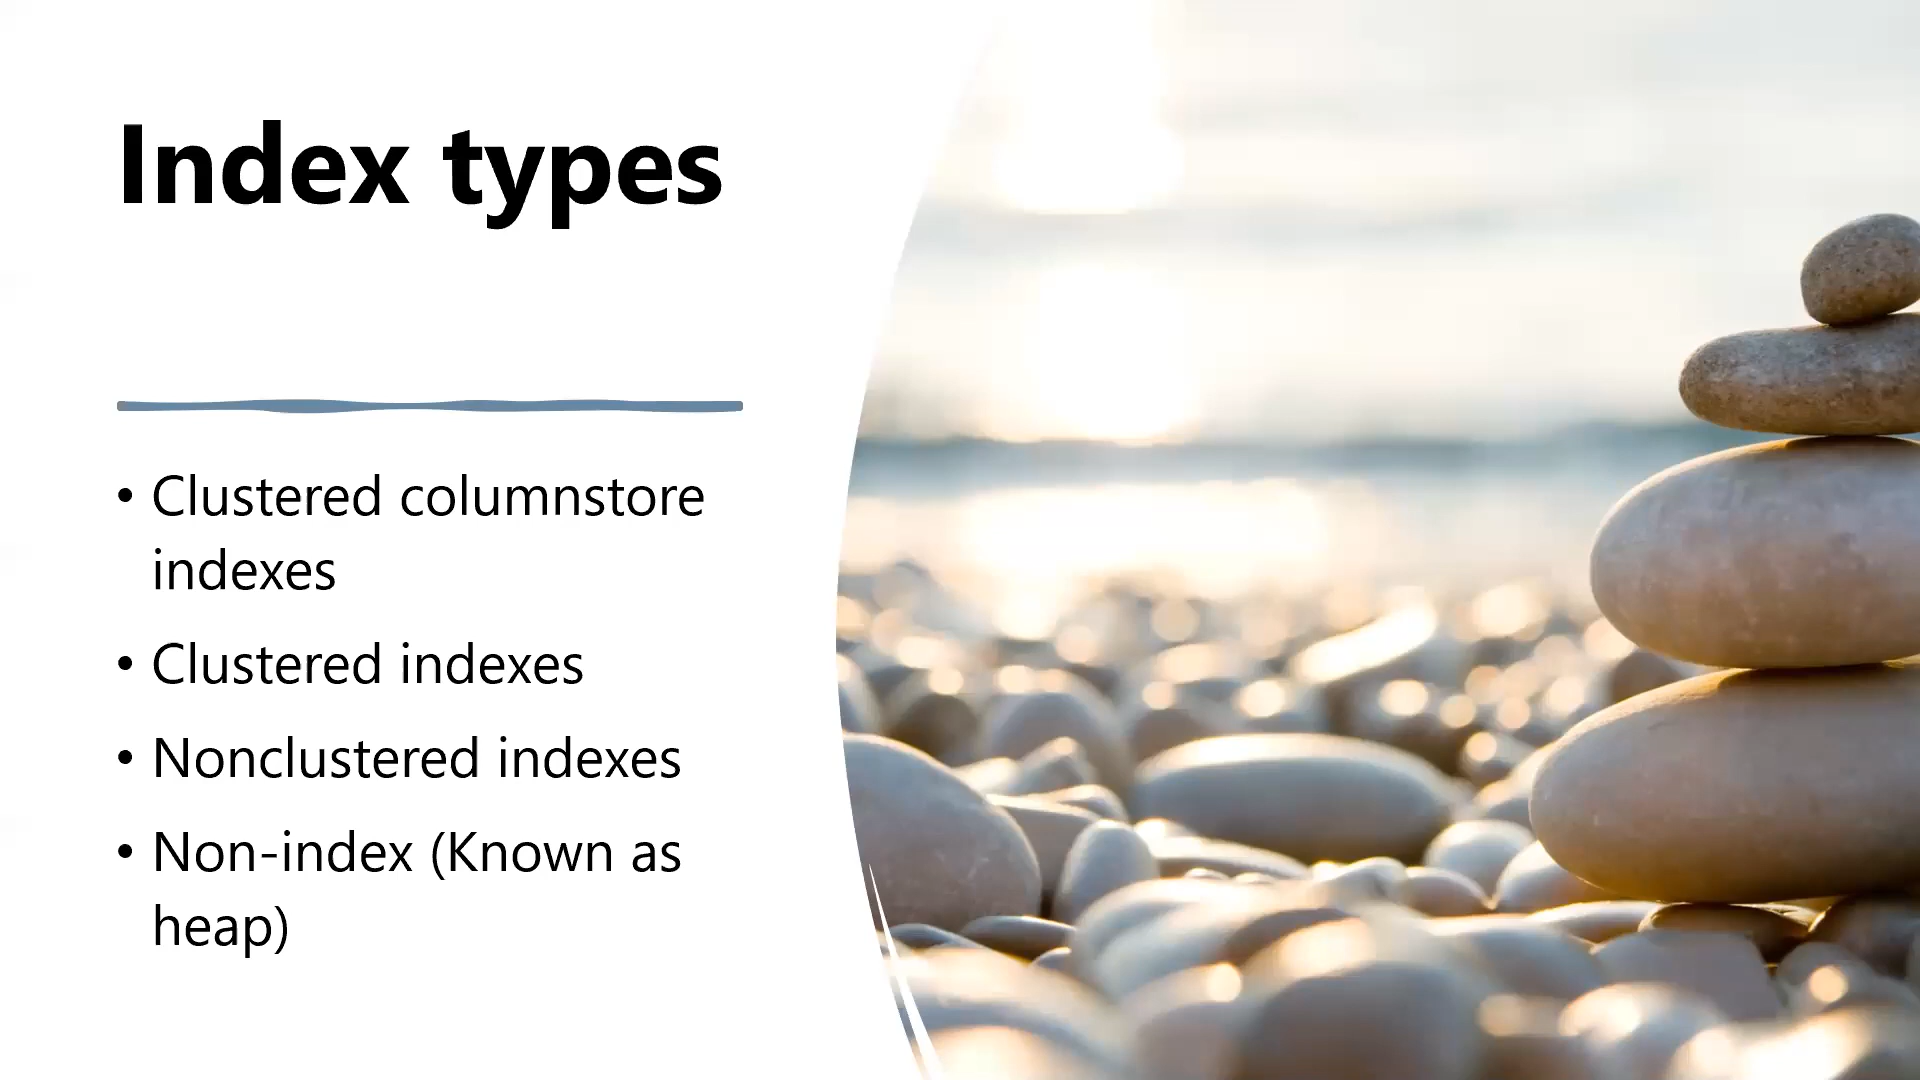 Index types
• Clustered columnstore
indexes
• Clustered indexes
• Nonclustered indexes
• Non-index (Known as
heap)